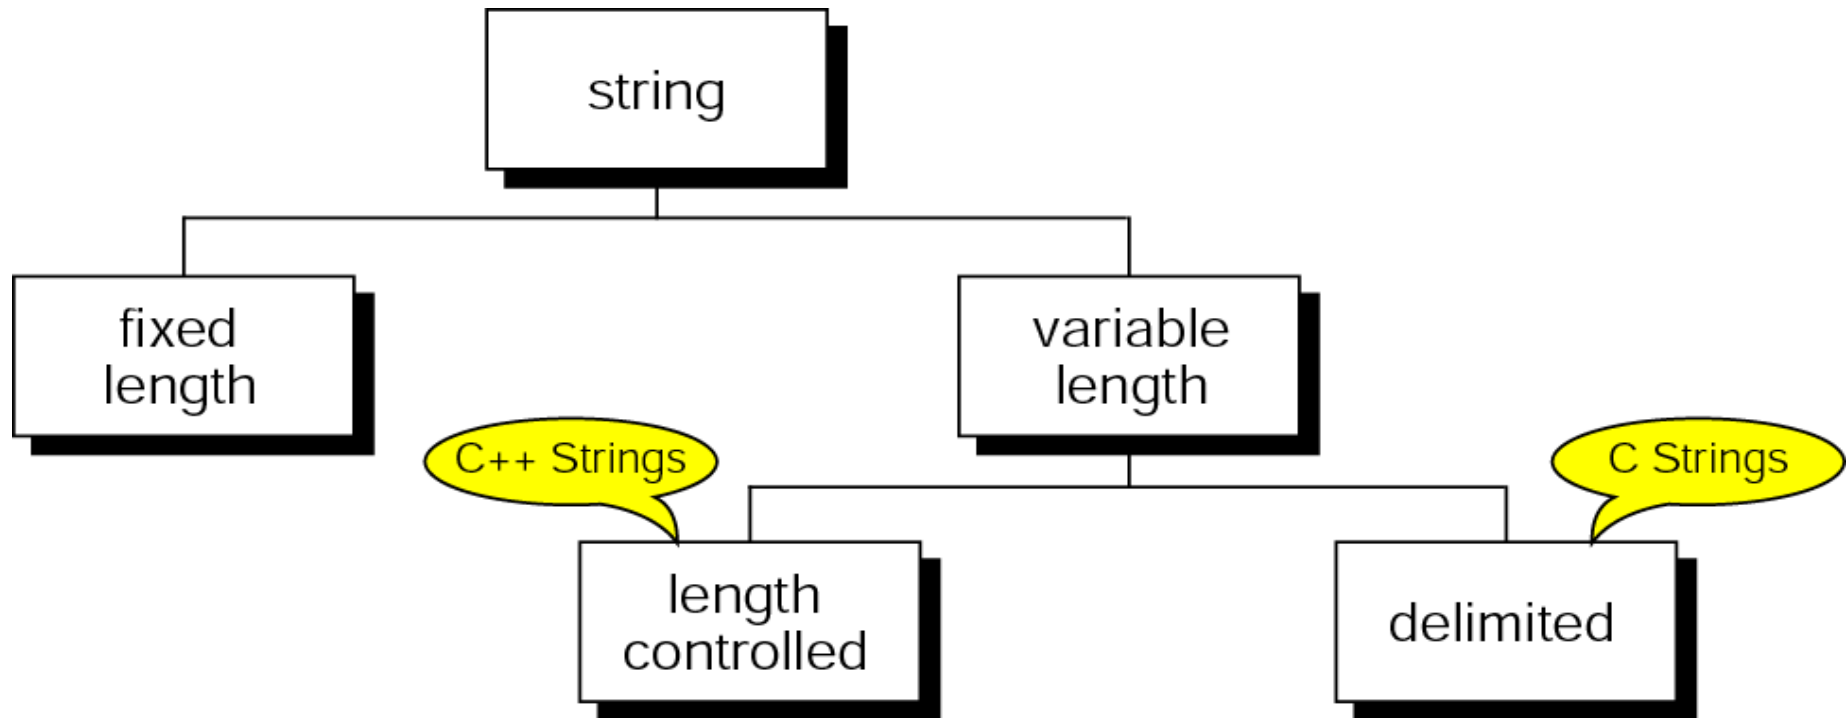 string
fixed
length
variable
length
C++ Strings
C Strings
length
controlled
delimited